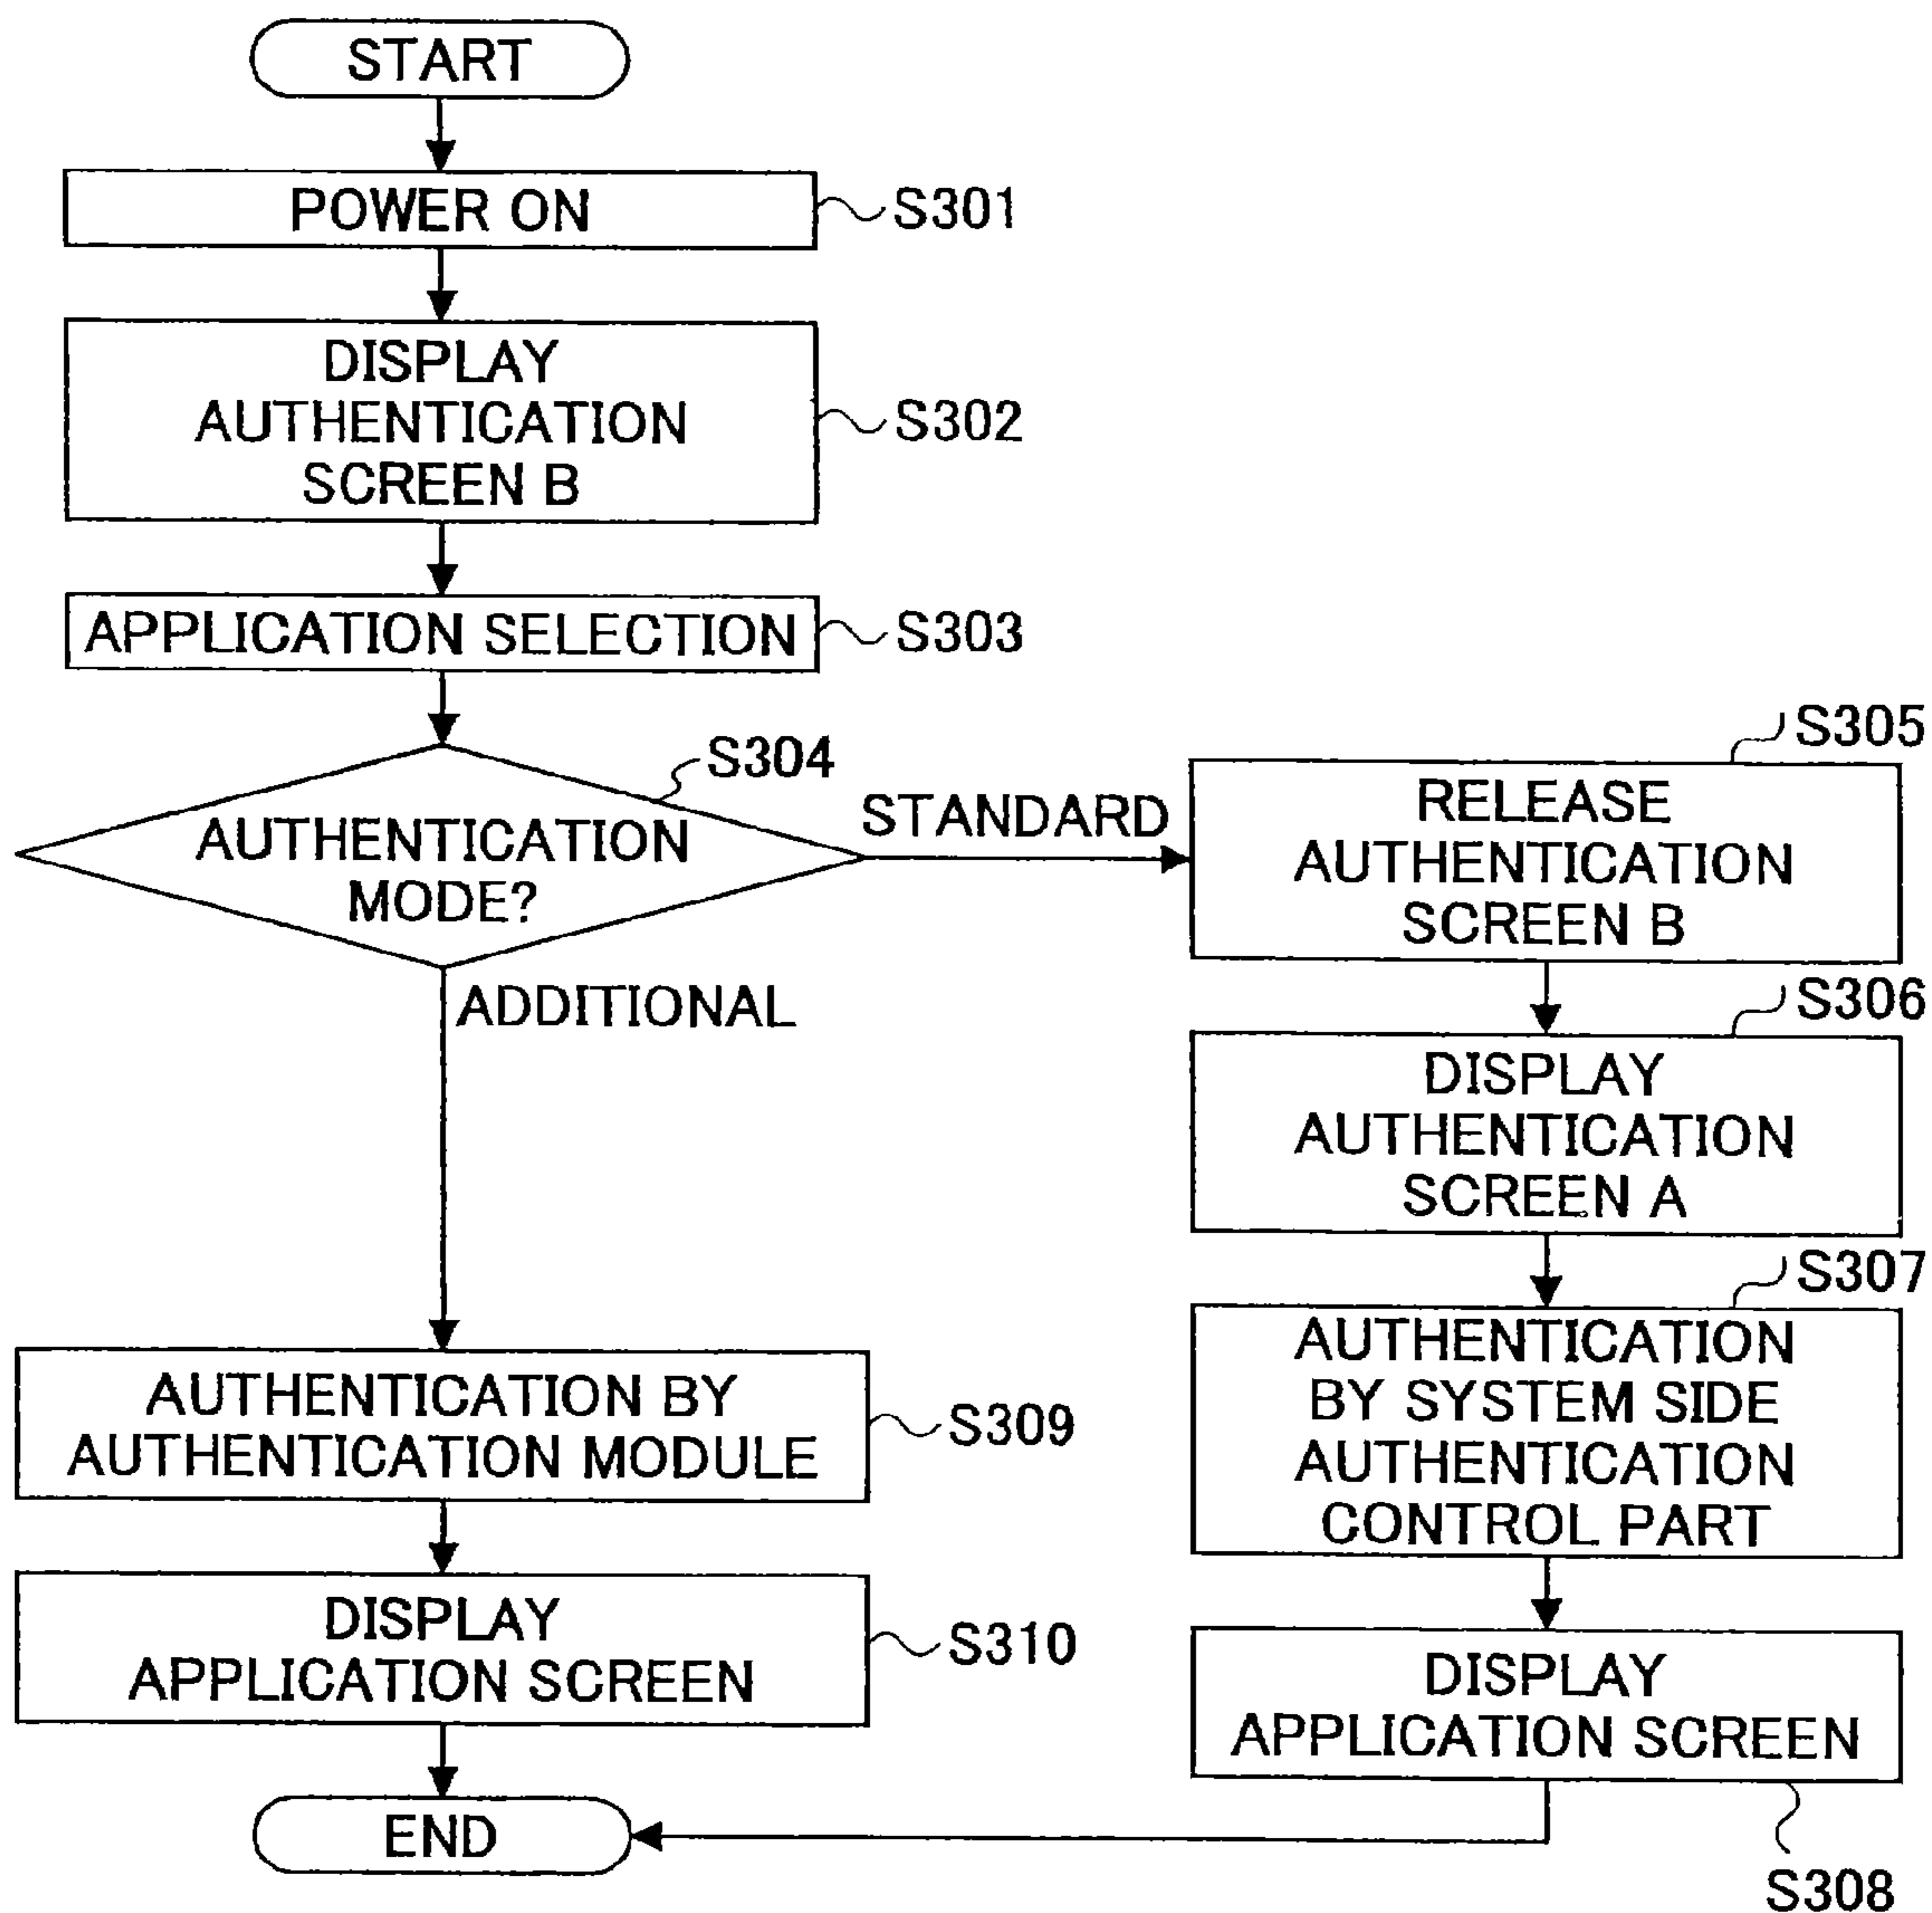 START
POWER ON
S301
DISPLAY
AUTHENTICATION
SCREEN B
S302
APPLICATION SELECTION
S303
S304
AUTHENTICATION
MODE?
STANDARD
ADDITIONAL
S305
RELEASE
AUTHENTICATION
SCREEN B
S306
DISPLAY
AUTHENTICATION
SCREEN A
S307
AUTHENTICATION
BY SYSTEM SIDE
AUTHENTICATION
CONTROL PART
DISPLAY
APPLICATION SCREEN
S308
AUTHENTICATION BY
AUTHENTICATION MODULE
S309
DISPLAY
APPLICATION SCREEN
S310
END